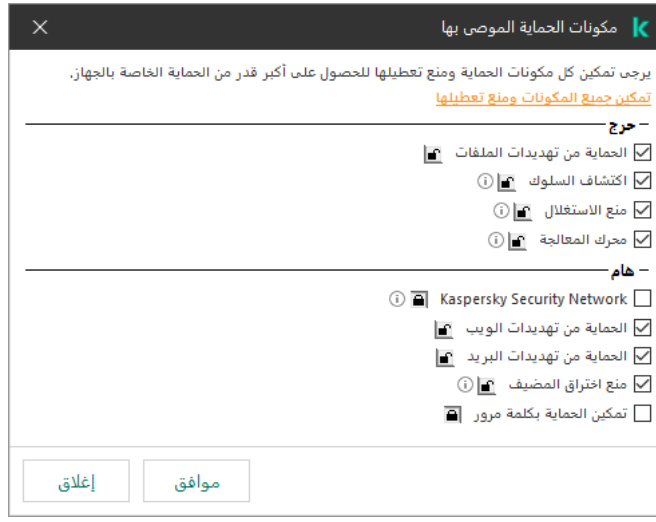 مكونات الحماية الموصى بها
يرجى تمكين كل مكونات الحماية ومنع تعطيلها للحصول على أكبر قدر من الحماية الخاصة بالجهاز.
تمكين جميع المكونات ومنع تعطيلها
حرج
الحماية من تهديدات الملفات
اكتشاف السلوك
منع الاستغلال
محرك المعالجة
هام
Kaspersky Security Network
الحماية من تهديدات الويب
الحماية من تهديدات البريد
منع اختراق المضيف
تمكين الحماية بكلمة مرور
موافق
إغلاق